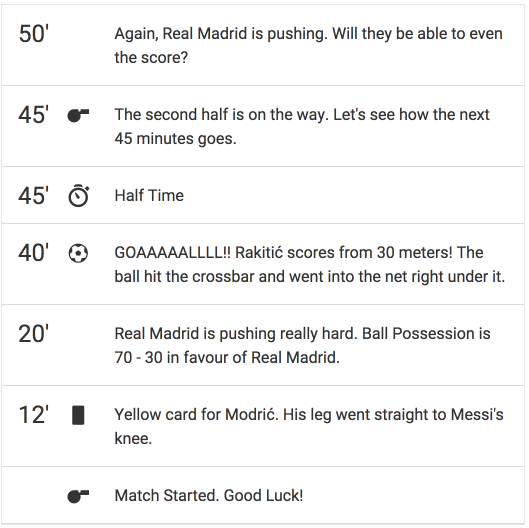 50' Again, Real Madrid is pushing. Will they be able to even
the score?
45' The second half is on the way. Let's see how the next
45 minutes goes.
45' Half Time
40' GOAAAAALLLL!! Rakitić scores from 30 meters! The
ball hit the crossbar and went into the net right under it.
20' Real Madrid is pushing really hard. Ball Possession is
70 - 30 in favour of Real Madrid.
12' Yellow card for Modrić. His leg went straight to Messi's
knee.
Match Started. Good Luck!